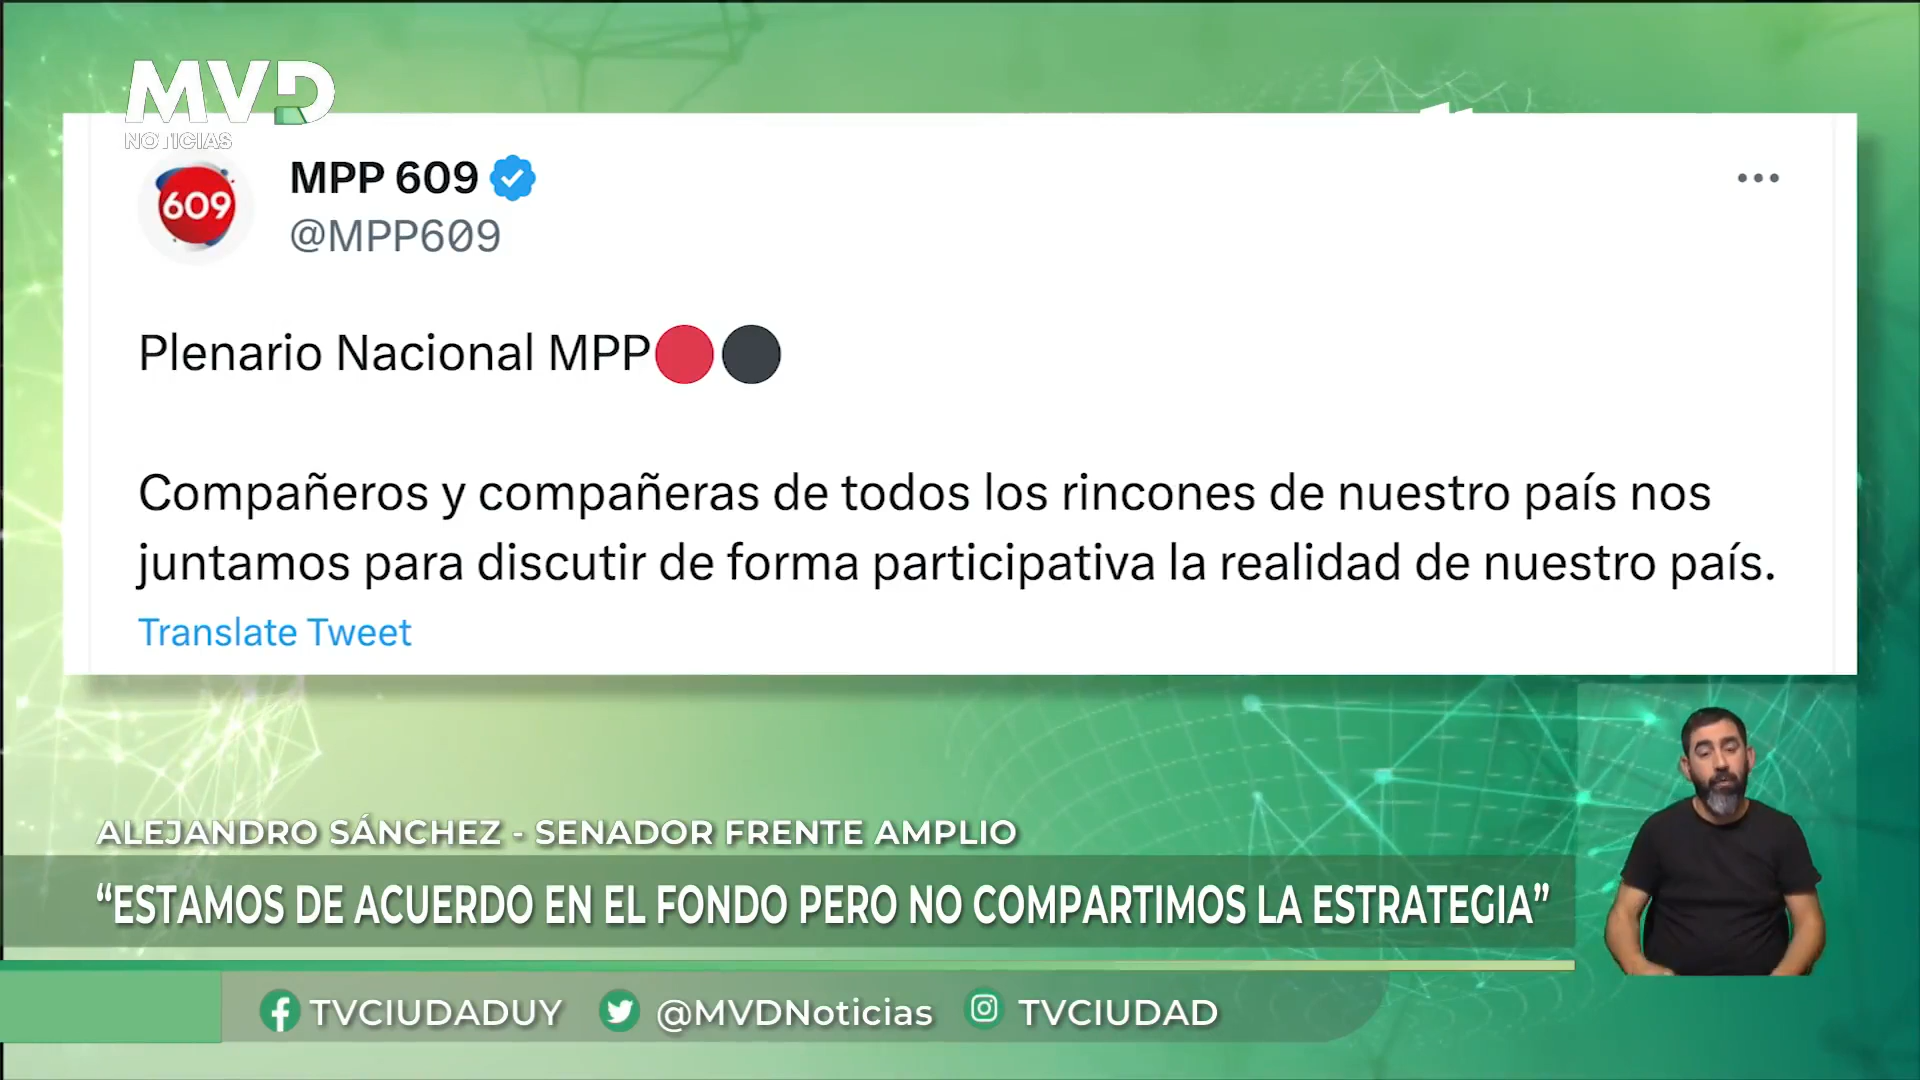 MVD
NOTICIAS
609
MPP 609
@MPP609
Plenario Nacional MPP
Compañeros y compañeras de todos los rincones de nuestro país nos
juntamos para discutir de forma participativa la realidad de nuestro país.
Translate Tweet
ALEJANDRO SÁNCHEZ - SENADOR FRENTE AMPLIO
“ESTAMOS DE ACUERDO EN EL FONDO PERO NO COMPARTIMOS LA ESTRATEGIA”
TVCIUDADUY @MVDNoticias TVCIUDAD